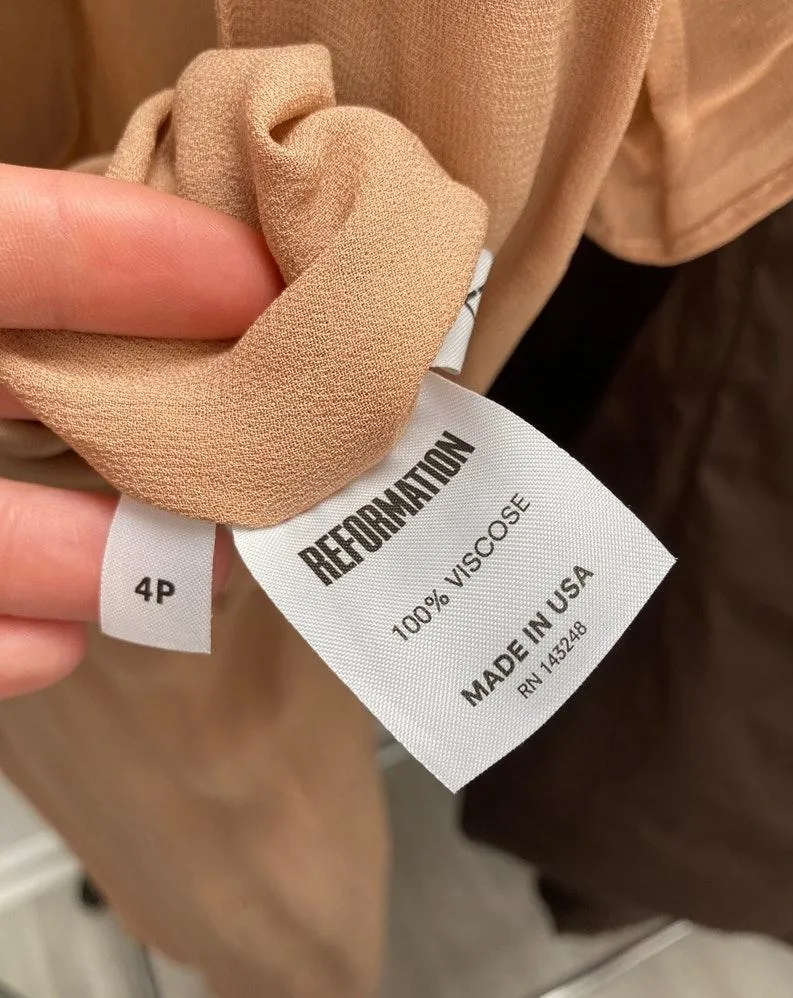 REFORMATION
100% VISCOSE
MADE IN USA
RN 143248
4P